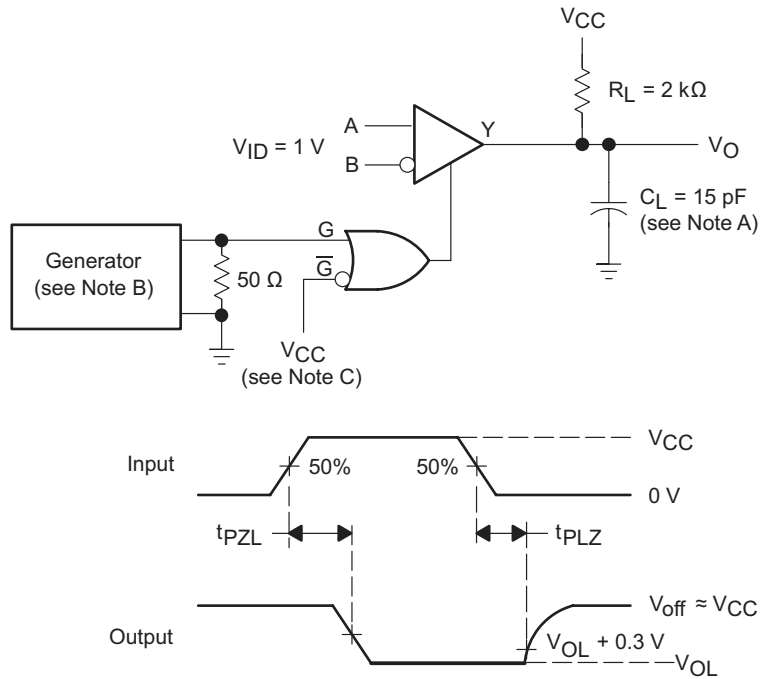 VCC
RL = 2 kΩ
A
Y
VID = 1 V
B
VO
CL = 15 pF
(see Note A)
G
Generator
(see Note B)
50 Ω
G̅
VCC
(see Note C)
VCC
Input
50%
50%
0 V
tPZL
tPLZ
Voff ≈ VCC
Output
VOL + 0.3 V
VOL